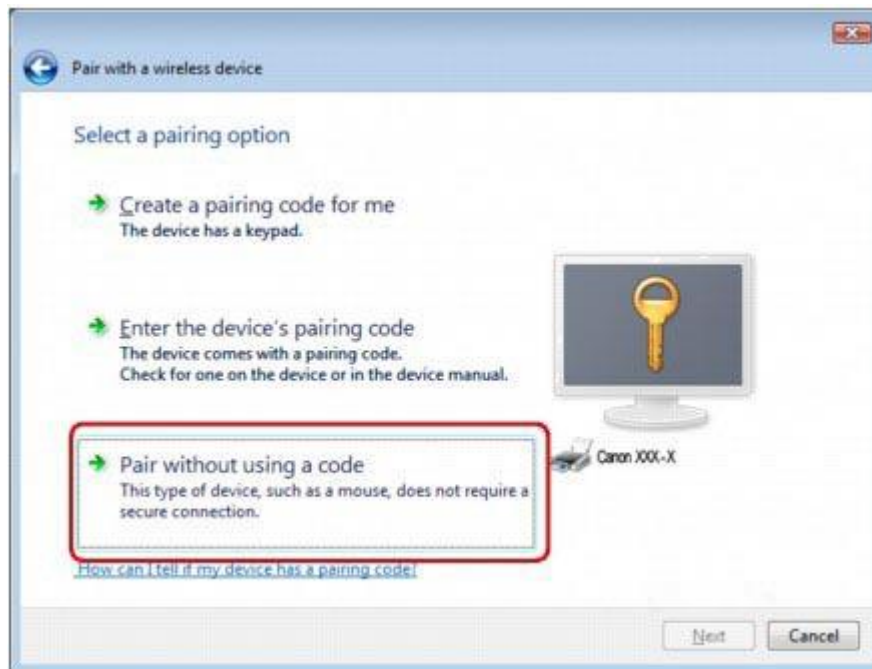 Pair with a wireless device
Select a pairing option
Create a pairing code for me
The device has a keypad.
Enter the device's pairing code
The device comes with a pairing code.
Check for one on the device or in the device manual.
Pair without using a code
This type of device, such as a mouse, does not require a
secure connection.
Canon XXX-X
How can I tell if my device has a pairing code?
Next
Cancel